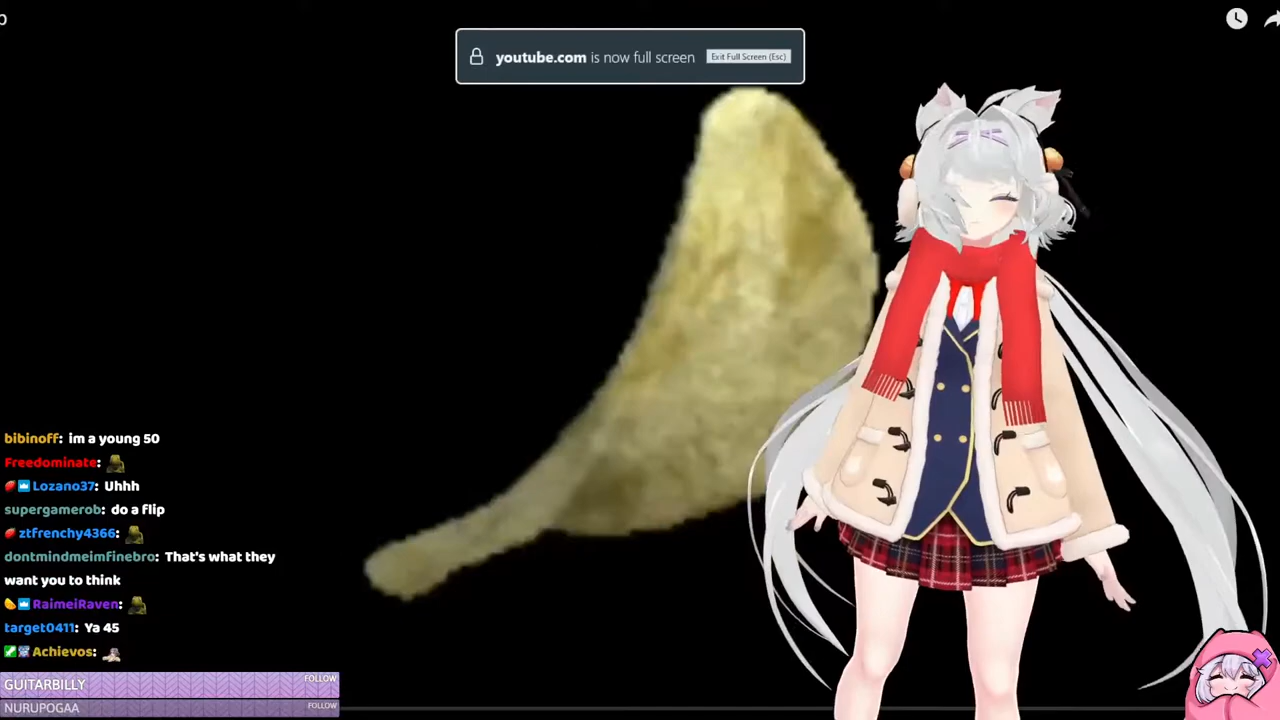 youtube.com is now full screen Exit Full Screen (Esc)
bibinoff: im a young 50
Freedominate:
Lozano37: Uhhh
supergamerob: do a flip
ztfrenchy4366:
dontmindmeimfinebro: That's what they
want you to think
RaimeiRaven:
target0411: Ya 45
Achievos:
GUITARBILLY FOLLOW
NURUPOGAA FOLLOW